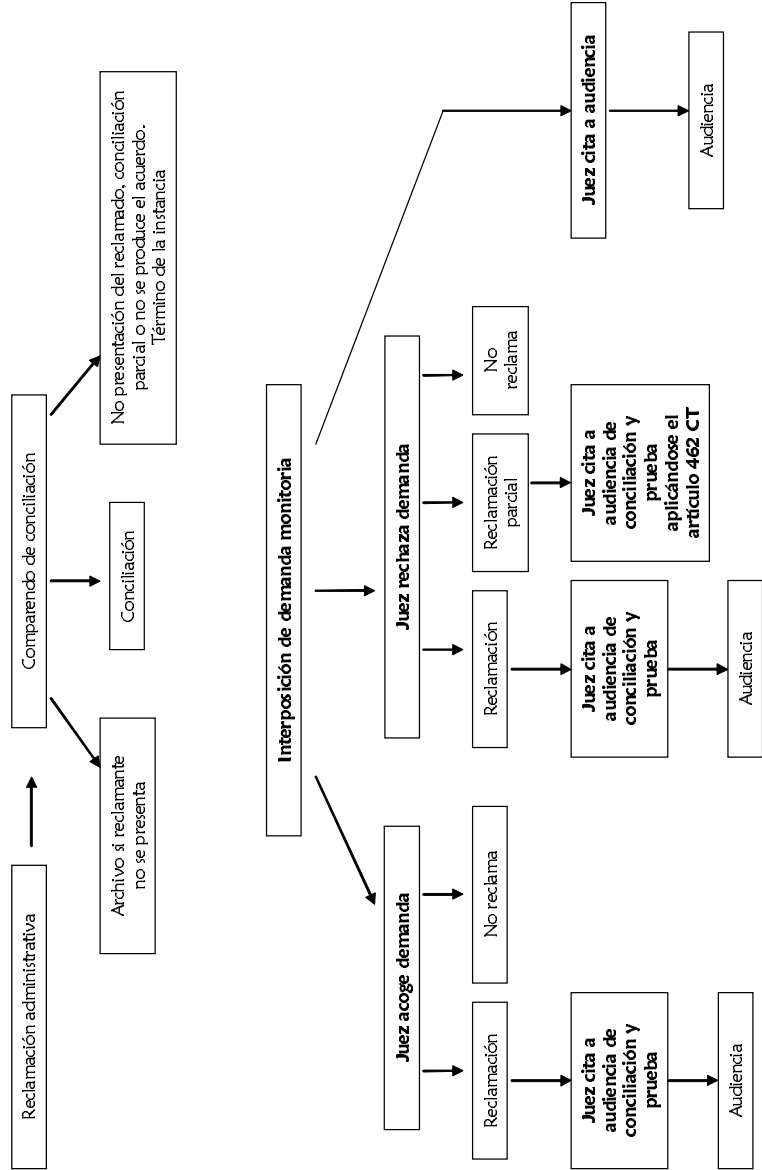 Reclamación administrativa
Comparendo de conciliación
Archivo si reclamante
no se presenta
Conciliación
No presentación del reclamado, conciliación
parcial o no se produce el acuerdo.
Término de la instancia
Interposición de demanda monitoria
Juez acoge demanda
Reclamación
No reclama
Juez cita a
audiencia de
conciliación y
prueba
Audiencia
Juez rechaza demanda
Reclamación
Reclamación
parcial
No
reclama
Juez cita a
audiencia de
conciliación y
prueba
Juez cita a
audiencia de
conciliación y
prueba
aplicándose el
artículo 462 CT
Audiencia
Juez cita a audiencia
Audiencia